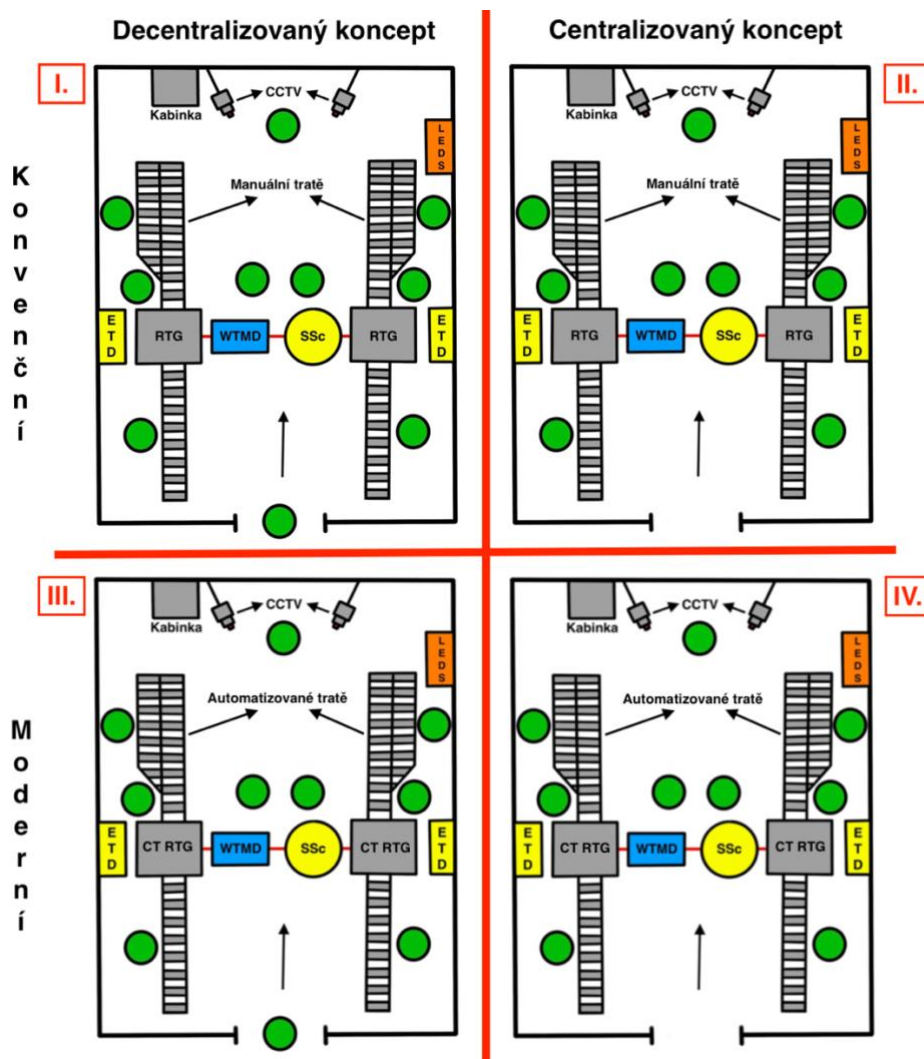 Decentralizovaný koncept
Centralizovaný koncept
Konvenční
I.
Kabinka
CCTV
LEDS
Manuální tratě
ETD
RTG
WTMD
SSc
RTG
ETD
II.
Kabinka
CCTV
LEDS
Manuální tratě
ETD
RTG
WTMD
SSc
RTG
ETD
Moderní
III.
Kabinka
CCTV
LEDS
Automatizované tratě
ETD
CT RTG
WTMD
SSc
CT RTG
ETD
IV.
Kabinka
CCTV
LEDS
Automatizované tratě
ETD
CT RTG
WTMD
SSc
CT RTG
ETD